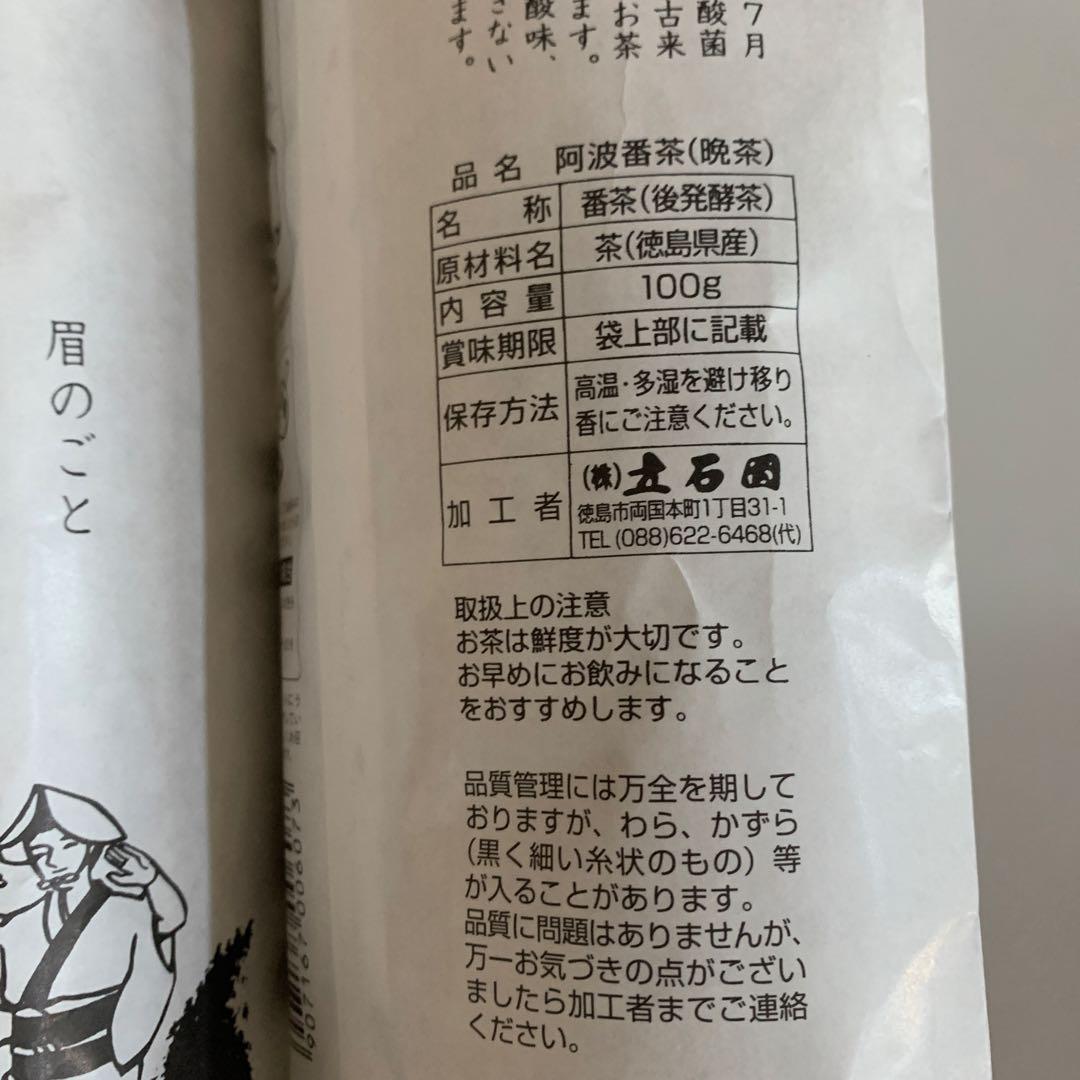 7月
酸菌
古来
お茶
ます。
酸味、
さない
ます。
品名 阿波番茶(晩茶)
名称 番茶(後発酵茶)
原材料名 茶(徳島県産)
内容量 100g
賞味期限 袋上部に記載
保存方法 高温・多湿を避け移り
香にご注意ください。
加工者 (株)立石園
徳島市両国本町1丁目31-1
TEL (088)622-6468(代)
取扱上の注意
お茶は鮮度が大切です。
お早めにお飲みになること
をおすすめします。
品質管理には万全を期して
おりますが、わら、かずら
(黒く細い糸状のもの)等
が入ることがあります。
品質に問題はありませんが、
万一お気づきの点がござい
ましたら加工者までご連絡
ください。
眉のごと